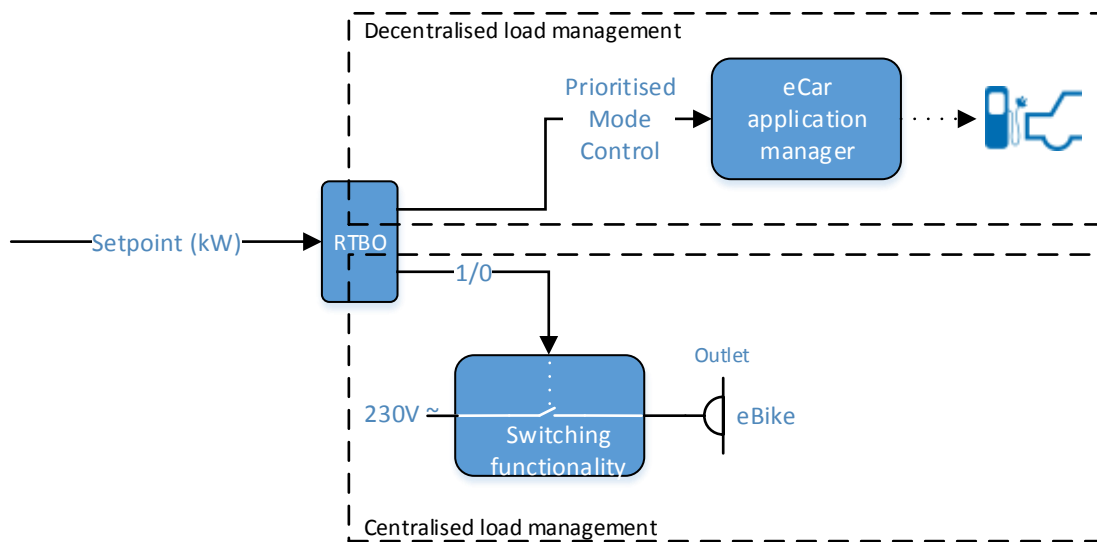 Decentralised load management
Prioritised
Mode
Control
eCar
application
manager
Setpoint (kW)
RTBO
1/0
Outlet
230V ~
eBike
Switching
functionality
Centralised load management